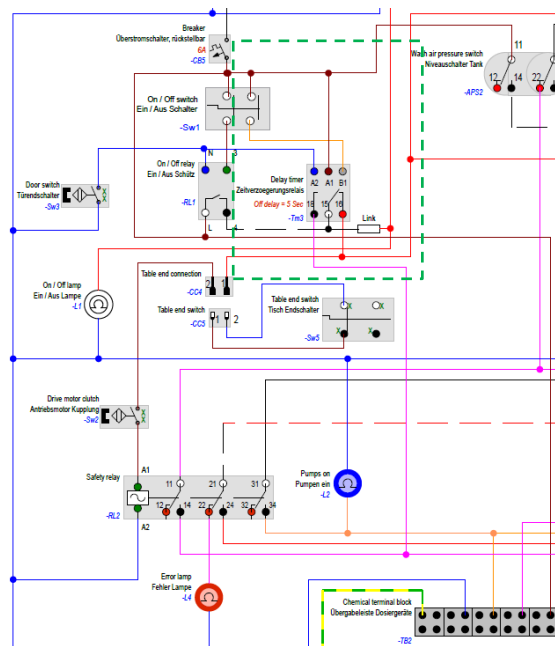 Breaker
Überstromschalter, rückstellbar
6A
-CB5
Wash air pressure switch
Niveauschalter Tank
11
12
14
22
-APS2
On / Off switch
Ein / Aus Schalter
-Sw1
N
3
On / Off relay
Ein / Aus Schütz
-RL1
L
4
Delay timer
Zeitverzoegerungsrelais
Off delay = 5 Sec
-Tm3
A2
A1
B1
18
15
16
Link
Door switch
Türendschalter
-Sw3
X
X
On / Off lamp
Ein / Aus Lampe
-L1
Table end connection
-CC4
2
1
Table end switch
-CC5
1
2
Table end switch
Tisch Endschalter
-Sw5
X
X
X
X
Drive motor clutch
Antriebsmotor Kupplung
-Sw2
X
X
Safety relay
-RL2
A1
A2
11
12
14
21
22
24
31
32
34
Pumps on
Pumpen ein
-L2
Error lamp
Fehler Lampe
-L4
Chemical terminal block
Übergabeleiste Dosiergeräte
-TB2